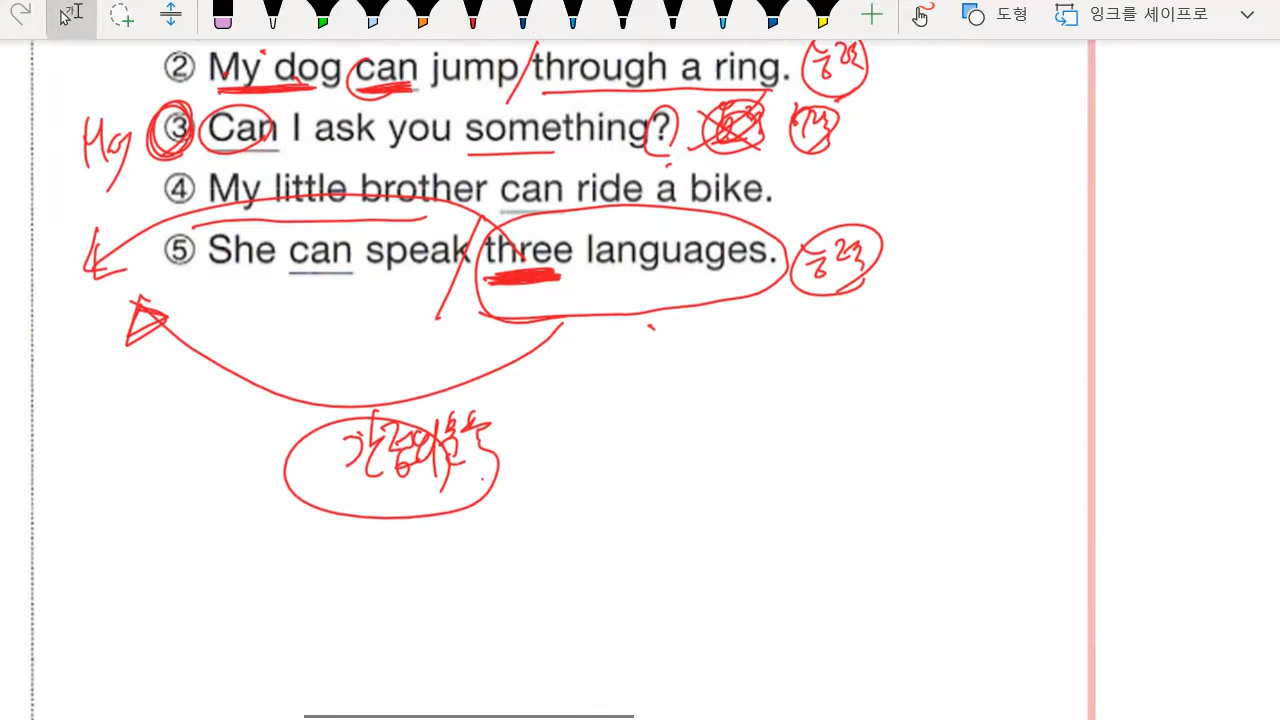 도형 잉크를 셰이프로
② My dog can jump through a ring. 능력
③ Can I ask you something?
④ My little brother can ride a bike.
⑤ She can speak three languages. 능력